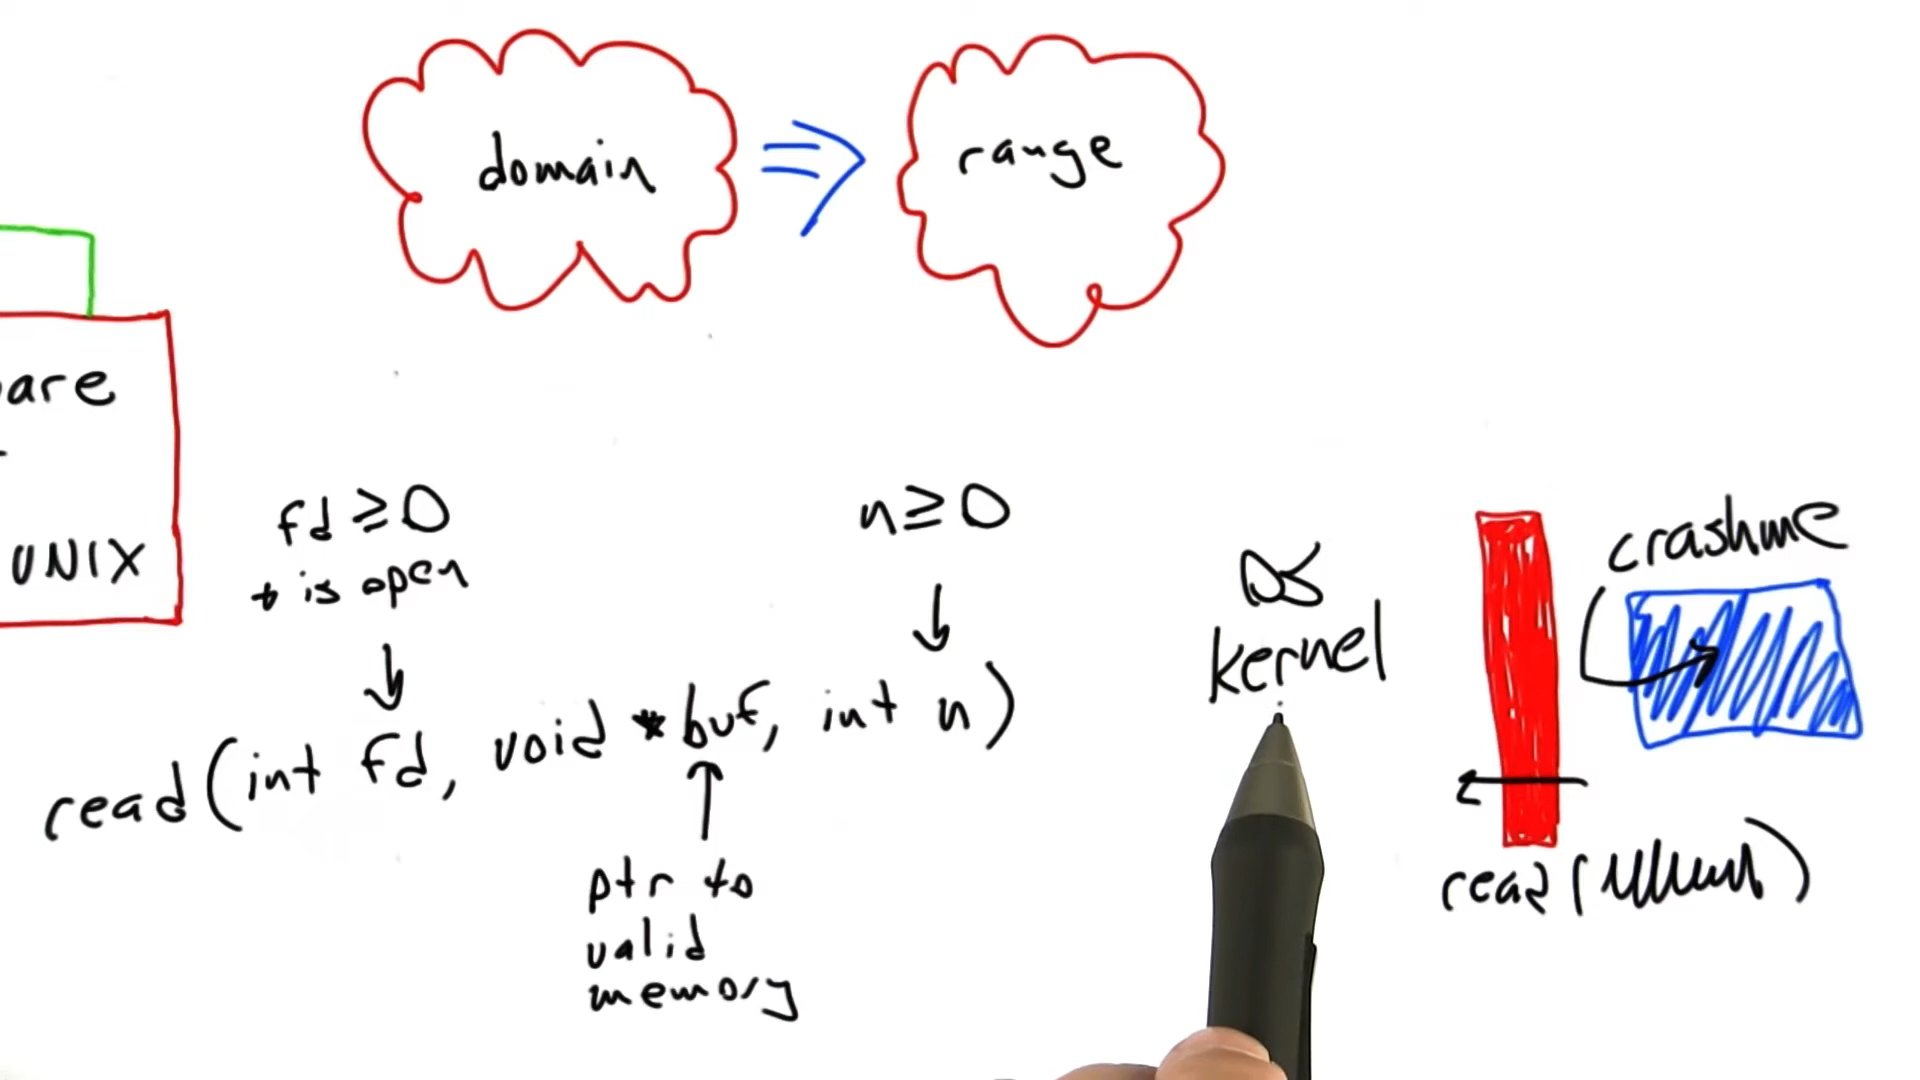 domain
range
are
UNIX
fd ≥ 0
+ is open
n ≥ 0
read(int fd, void *buf, int n)
ptr to
valid
memory
OS
kernel
crashme
read(
)